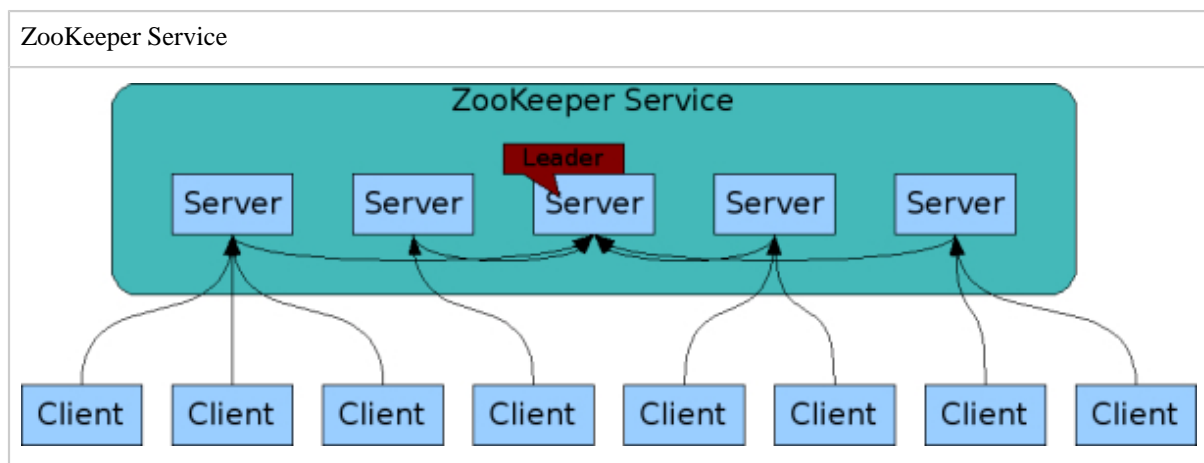 ZooKeeper Service
ZooKeeper Service
Leader
Server Server Server Server Server
Client Client Client Client Client Client Client Client